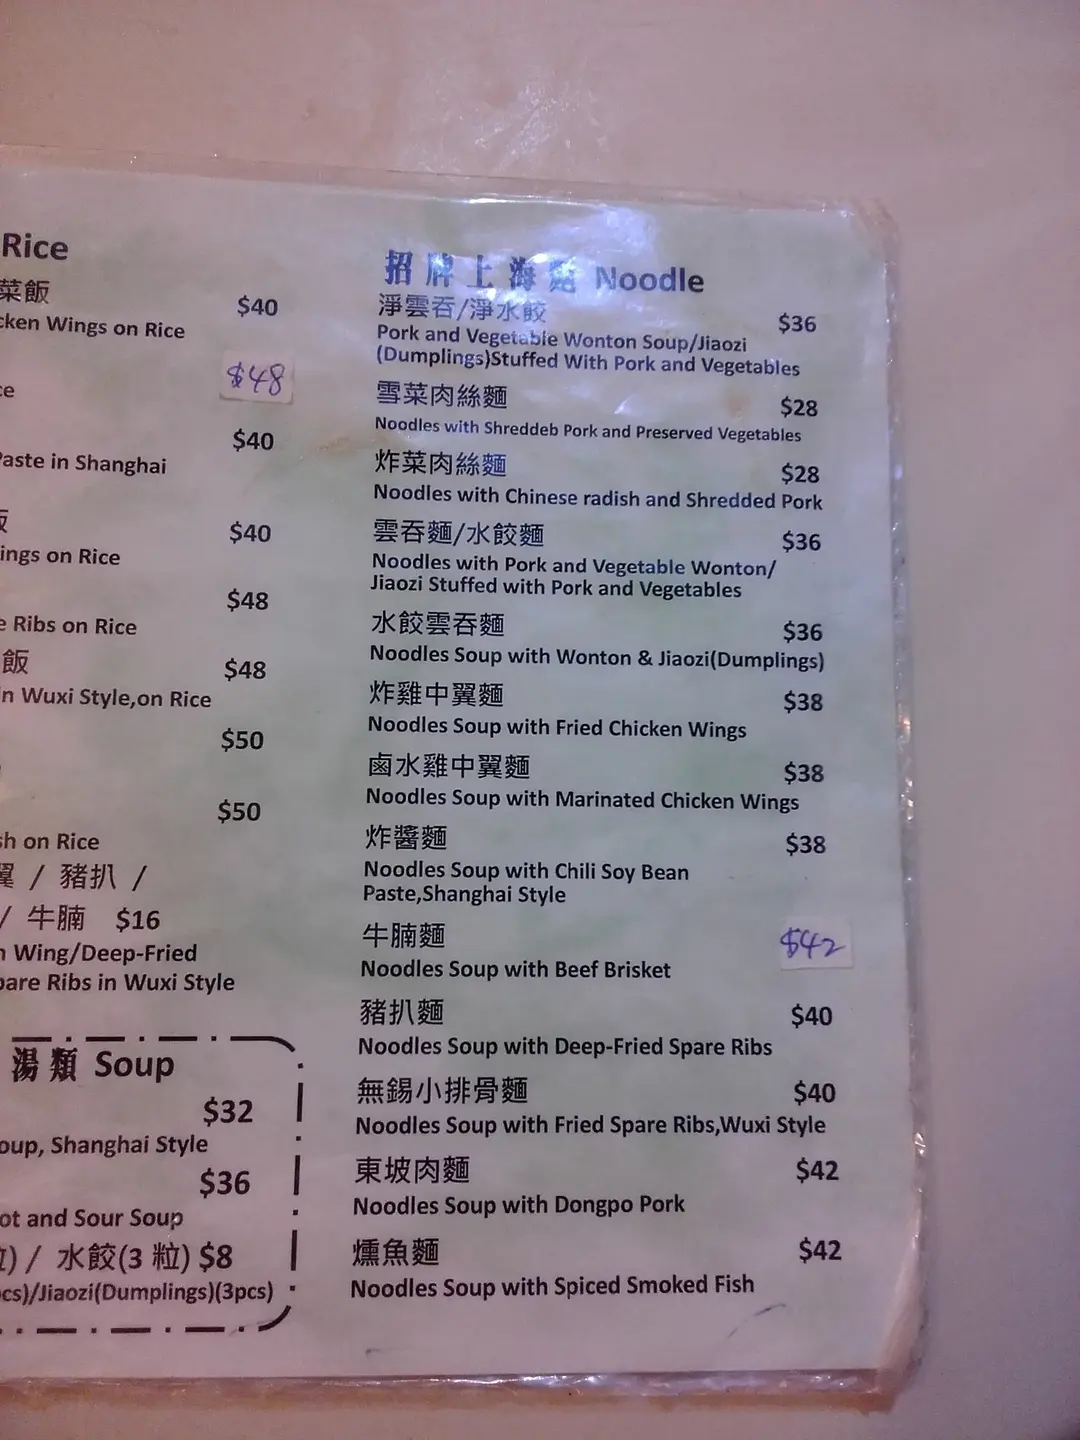 Rice
菜飯
$40
cken Wings on Rice
$48
ce
$40
Paste in Shanghai
飯
$40
ings on Rice
$48
e Ribs on Rice
飯
$48
in Wuxi Style,on Rice
$50
$50
sh on Rice
翼 / 豬扒 /
/ 牛腩 $16
n Wing/Deep-Fried
pare Ribs in Wuxi Style
湯類 Soup
$32
oup, Shanghai Style
$36
ot and Sour Soup
粒) / 水餃(3 粒) $8
cs)/Jiaozi(Dumplings)(3pcs)
招牌上海麵 Noodle
淨雲吞/淨水餃
$36
Pork and Vegetable Wonton Soup/Jiaozi
(Dumplings)Stuffed With Pork and Vegetables
雪菜肉絲麵
$28
Noodles with Shreddeb Pork and Preserved Vegetables
炸菜肉絲麵
$28
Noodles with Chinese radish and Shredded Pork
雲吞麵/水餃麵
$36
Noodles with Pork and Vegetable Wonton/
Jiaozi Stuffed with Pork and Vegetables
水餃雲吞麵
$36
Noodles Soup with Wonton & Jiaozi(Dumplings)
炸雞中翼麵
$38
Noodles Soup with Fried Chicken Wings
鹵水雞中翼麵
$38
Noodles Soup with Marinated Chicken Wings
炸醬麵
$38
Noodles Soup with Chili Soy Bean
Paste,Shanghai Style
牛腩麵
$42
Noodles Soup with Beef Brisket
豬扒麵
$40
Noodles Soup with Deep-Fried Spare Ribs
無錫小排骨麵
$40
Noodles Soup with Fried Spare Ribs,Wuxi Style
東坡肉麵
$42
Noodles Soup with Dongpo Pork
燻魚麵
$42
Noodles Soup with Spiced Smoked Fish